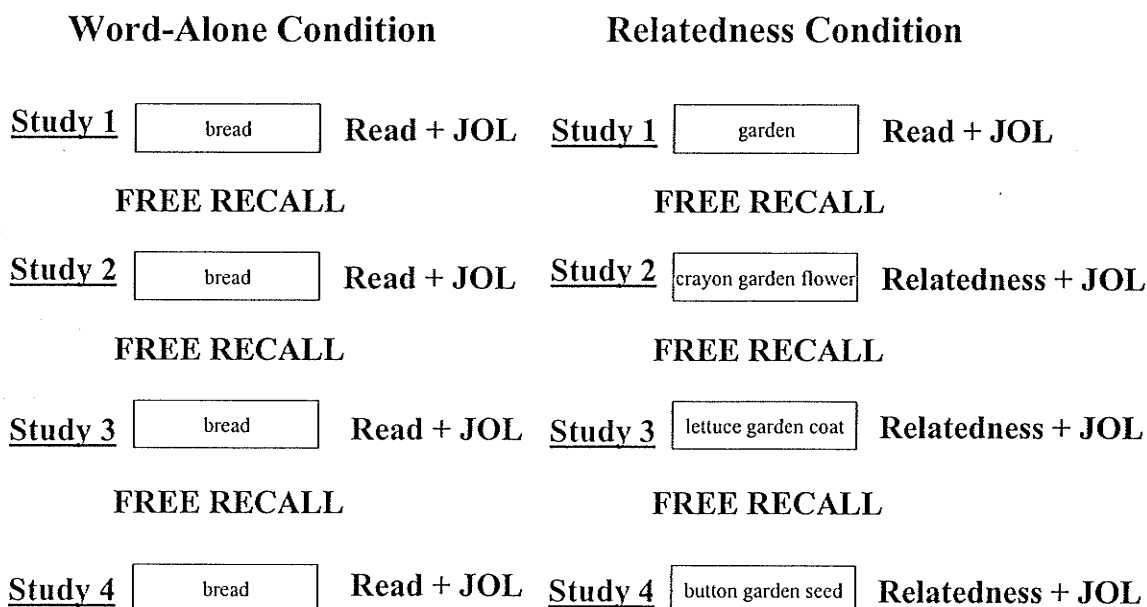 Word-Alone Condition Relatedness Condition
Study 1 bread Read + JOL Study 1 garden Read + JOL
FREE RECALL FREE RECALL
Study 2 bread Read + JOL Study 2 crayon garden flower Relatedness + JOL
FREE RECALL FREE RECALL
Study 3 bread Read + JOL Study 3 lettuce garden coat Relatedness + JOL
FREE RECALL FREE RECALL
Study 4 bread Read + JOL Study 4 button garden seed Relatedness + JOL